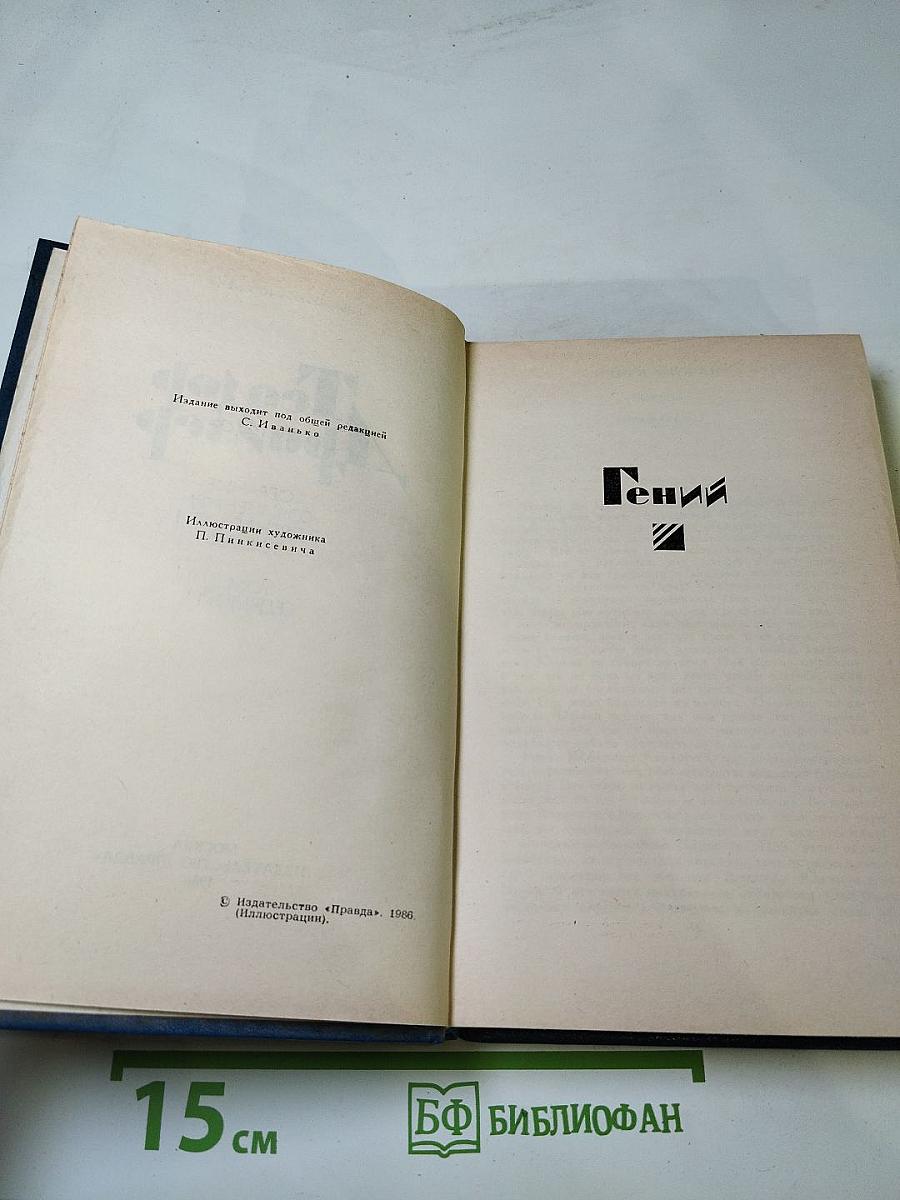 Издание выходит под общей редакцией
С. Иванько
Иллюстрации художника
П. Пинкисевича
© Издательство «Правда». 1986.
(Иллюстрации).
Гений
15 см
БФ БИБЛИОФАН